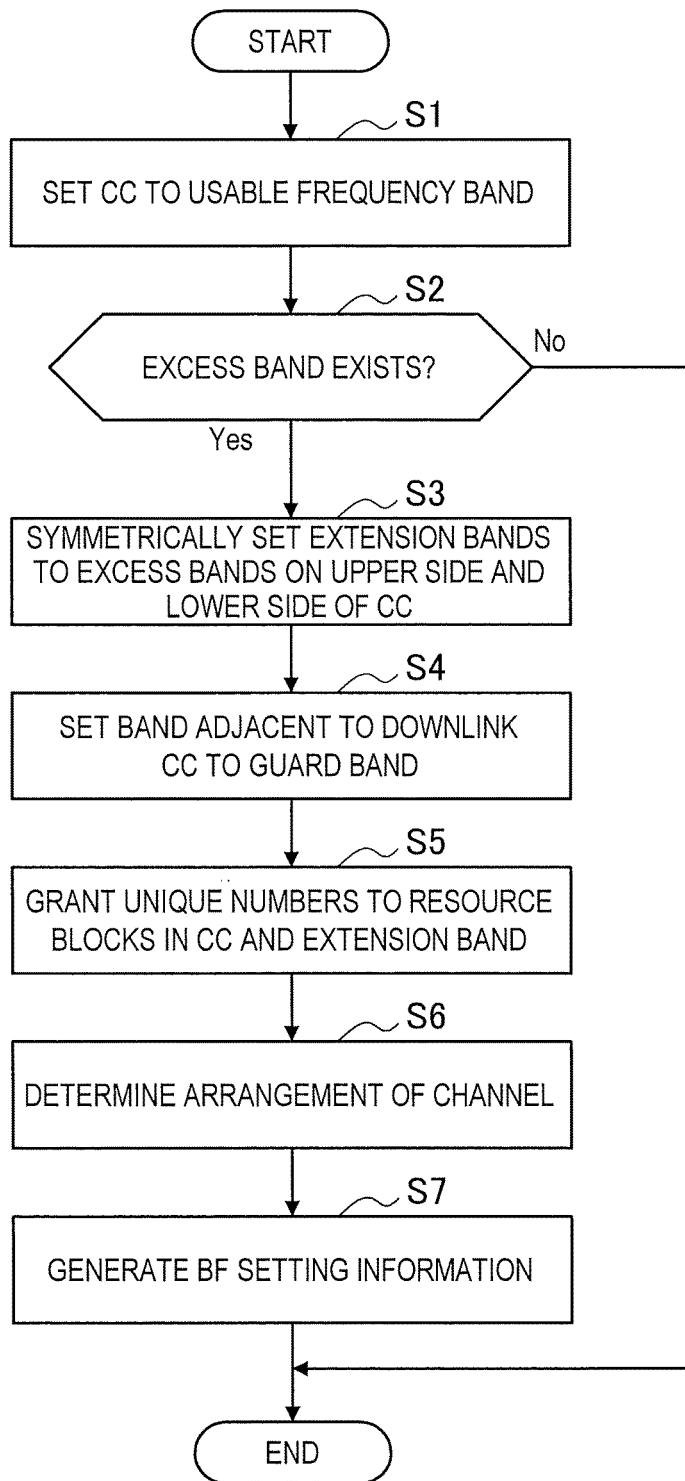 START
S1
SET CC TO USABLE FREQUENCY BAND
S2
EXCESS BAND EXISTS?
No
Yes
S3
SYMMETRICALLY SET EXTENSION BANDS
TO EXCESS BANDS ON UPPER SIDE AND
LOWER SIDE OF CC
S4
SET BAND ADJACENT TO DOWNLINK
CC TO GUARD BAND
S5
GRANT UNIQUE NUMBERS TO RESOURCE
BLOCKS IN CC AND EXTENSION BAND
S6
DETERMINE ARRANGEMENT OF CHANNEL
S7
GENERATE BF SETTING INFORMATION
END